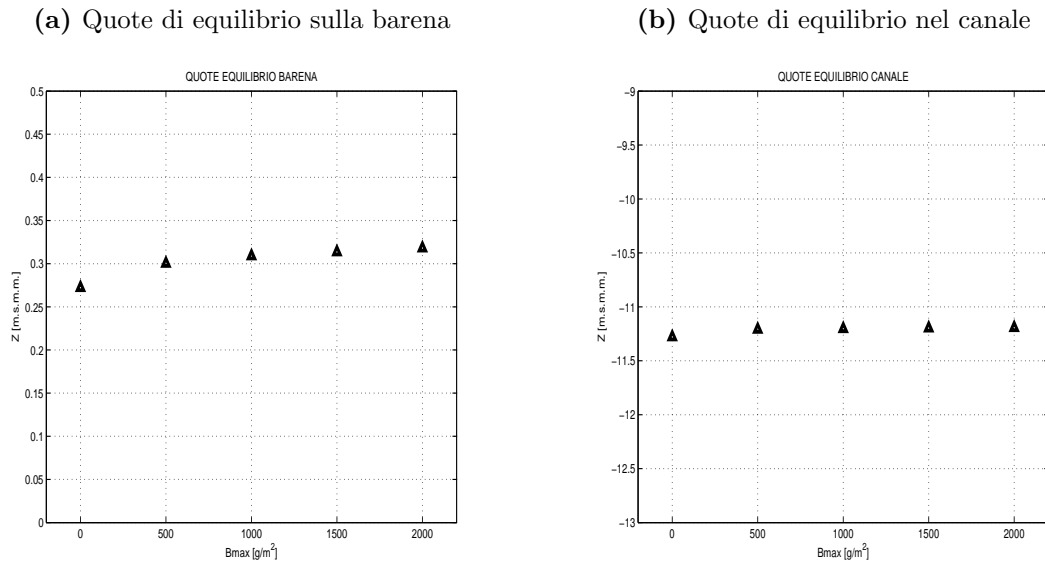 (a) Quote di equilibrio sulla barena
(b) Quote di equilibrio nel canale
QUOTE EQUILIBRIO BARENA
0.5
0.45
0.4
0.35
0.3
0.25
0.2
0.15
0.1
0.05
0
Z [m.s.m.m.]
0 500 1000 1500 2000
Bmax [g/m²]
QUOTE EQUILIBRIO CANALE
−9
−9.5
−10
−10.5
−11
−11.5
−12
−12.5
−13
Z [m.s.m.m.]
0 500 1000 1500 2000
Bmax [g/m²]